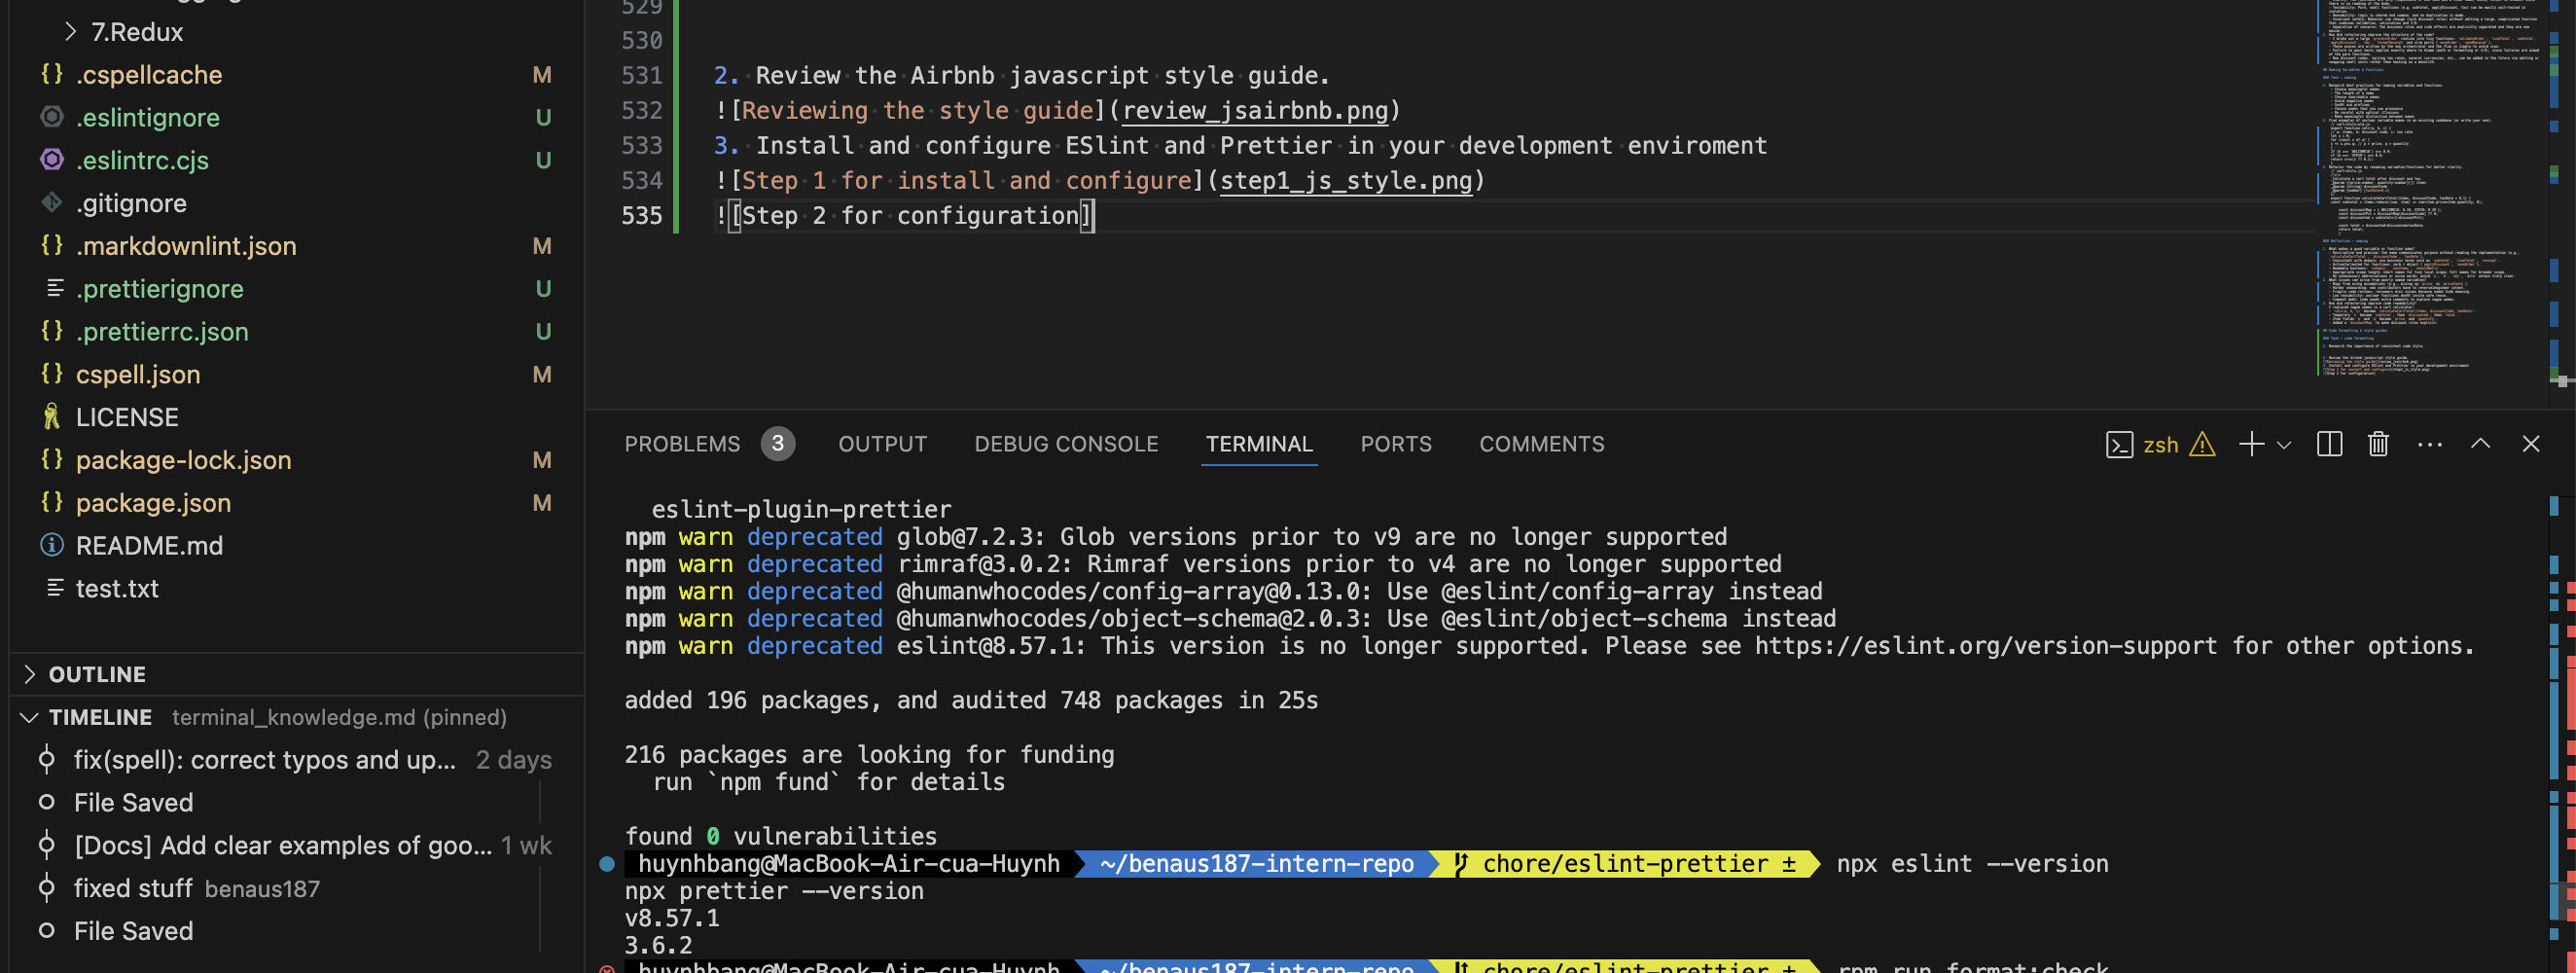 7.Redux
.cspellcache M
.eslintignore U
.eslintrc.cjs U
.gitignore
.markdownlint.json M
.prettierignore U
.prettierrc.json U
cspell.json M
LICENSE
package-lock.json M
package.json M
README.md
test.txt
OUTLINE
TIMELINE terminal_knowledge.md (pinned)
fix(spell): correct typos and up... 2 days
File Saved
[Docs] Add clear examples of goo... 1 wk
fixed stuff benaus187
File Saved
529
530
531 2. Review the Airbnb javascript style guide.
532 ![Reviewing the style guide](review_jsairbnb.png)
533 3. Install and configure ESlint and Prettier in your development enviroment
534 ![Step 1 for install and configure](step1_js_style.png)
535 ![Step 2 for configuration]
PROBLEMS 3 OUTPUT DEBUG CONSOLE TERMINAL PORTS COMMENTS zsh
eslint-plugin-prettier
npm warn deprecated glob@7.2.3: Glob versions prior to v9 are no longer supported
npm warn deprecated rimraf@3.0.2: Rimraf versions prior to v4 are no longer supported
npm warn deprecated @humanwhocodes/config-array@0.13.0: Use @eslint/config-array instead
npm warn deprecated @humanwhocodes/object-schema@2.0.3: Use @eslint/object-schema instead
npm warn deprecated eslint@8.57.1: This version is no longer supported. Please see https://eslint.org/version-support for other options.
added 196 packages, and audited 748 packages in 25s
216 packages are looking for funding
run `npm fund` for details
found 0 vulnerabilities
huynhbang@MacBook-Air-cua-Huynh ~/benaus187-intern-repo chore/eslint-prettier ± npx eslint --version
npx prettier --version
v8.57.1
3.6.2
huynhbang@MacBook-Air-cua-Huynh ~/benaus187-intern-repo chore/eslint-prettier ± npm run format:check